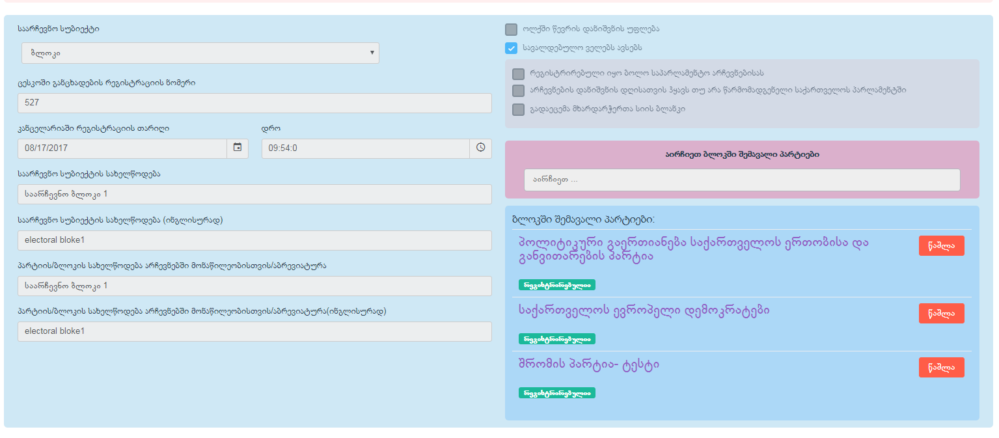 საარჩევნო სუბიექტი
ბლოკი
ცესკოში განცხადების რეგისტრაციის ნომერი
527
კანცელარიაში რეგისტრაციის თარიღი
დრო
08/17/2017
09:54:0
საარჩევნო სუბიექტის სახელწოდება
საარჩევნო ბლოკი 1
საარჩევნო სუბიექტის სახელწოდება (ინგლისურად)
electoral bloke1
პარტიის/ბლოკის სახელწოდება არჩევნებში მონაწილეობისთვის/აბრევიატურა
საარჩევნო ბლოკი 1
პარტიის/ბლოკის სახელწოდება არჩევნებში მონაწილეობისთვის/აბრევიატურა(ინგლისურად)
electoral bloke1
ოლქში წევრის დანიშვნის უფლება
სავალდებულო ველებს ავსებს
რეგისტრირებული იყო ბოლო საპარლამენტო არჩევნებისას
არჩევნების დანიშვნის დღისათვის ჰყავს თუ არა წარმომადგენელი საქართველოს პარლამენტში
გადაეცემა მხარდარჭერთა სიის ბლანკი
აირჩიეთ ბლოკში შემავალი პარტიები
აირჩიეთ ...
ბლოკში შემავალი პარტიები:
პოლიტიკური გაერთიანება საქართველოს ერთობისა და
განვითარების პარტია
წაშლა
რეგისტრირებულია
საქართველოს ევროპელი დემოკრატები
წაშლა
რეგისტრირებულია
შრომის პარტია- ტესტი
წაშლა
რეგისტრირებულია